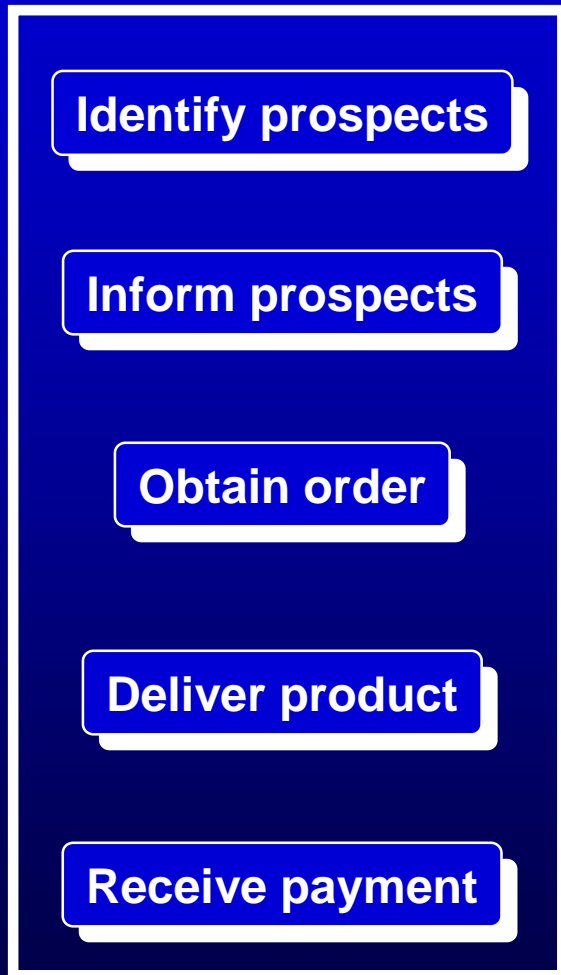 Identify prospects
Inform prospects
Obtain order
Deliver product
Receive payment